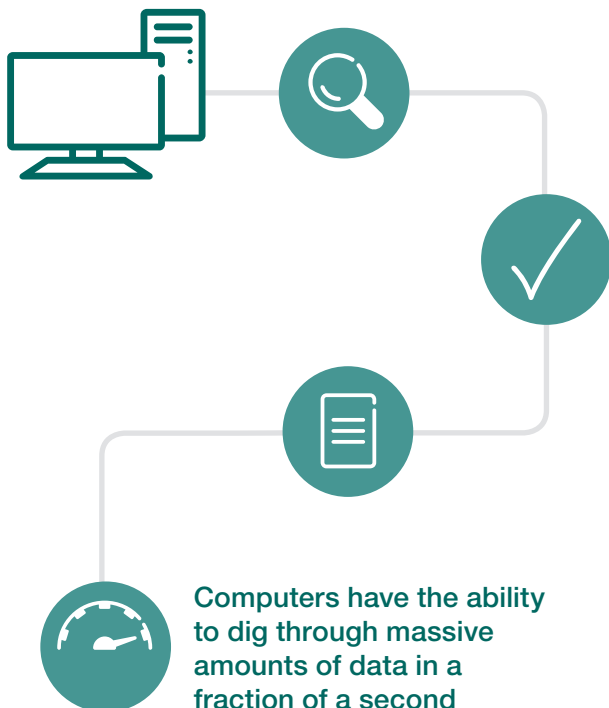 Computers have the ability
to dig through massive
amounts of data in a
fraction of a second